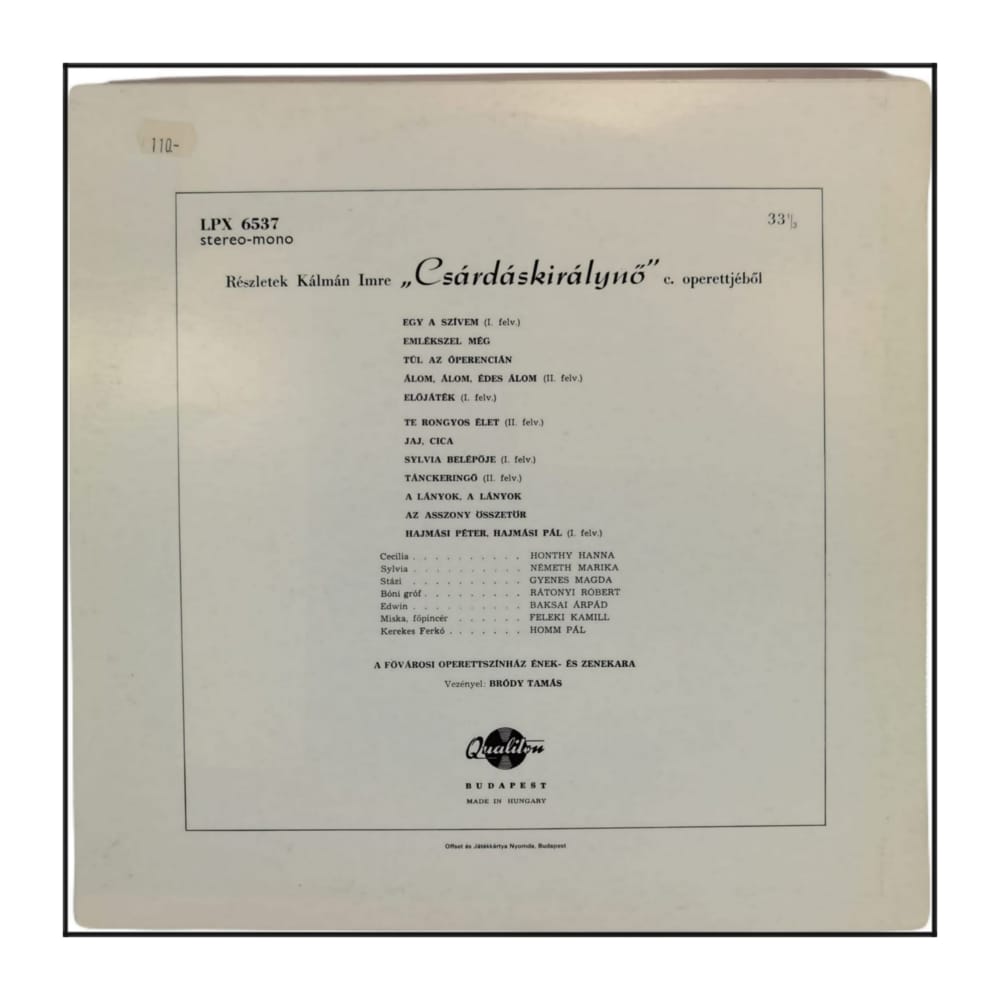 110.-
LPX 6537
33 1/3
stereo-mono
Részletek Kálmán Imre „Csárdáskirálynő” c. operettjéből
EGY A SZÍVEM (I. felv.)
EMLÉKSZEL MÉG
TÚL AZ ÓPERENCIÁN
ÁLOM, ÁLOM, ÉDES ÁLOM (II. felv.)
ELŐJÁTÉK (I. felv.)
TE RONGYOS ÉLET (II. felv.)
JAJ, CICA
SYLVIA BELÉPŐJE (I. felv.)
TÁNCKERINGŐ (II. felv.)
A LÁNYOK, A LÁNYOK
AZ ASSZONY ÖSSZETÖR
HAJMÁSI PÉTER, HAJMÁSI PÁL (I. felv.)
Cecília . . . . . . . . . . HONTHY HANNA
Sylvia . . . . . . . . . . NÉMETH MARIKA
Stázi . . . . . . . . . . GYENES MAGDA
Bóni gróf . . . . . . . . . RÁTONYI RÓBERT
Edwin . . . . . . . . . . BAKSAI ÁRPÁD
Miska, főpincér . . . . . . FELEKI KAMILL
Kerekes Ferkó . . . . . . . HOMM PÁL
A FŐVÁROSI OPERETTSZÍNHÁZ ÉNEK- ÉS ZENEKARA
Vezényel: BRÓDY TAMÁS
Qualiton
BUDAPEST
MADE IN HUNGARY
Offset és Játékkártya Nyomda, Budapest